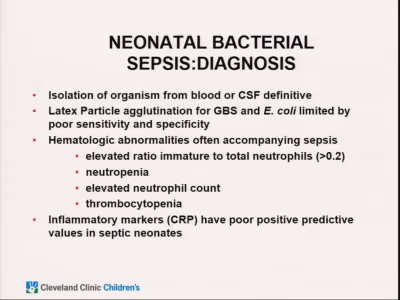 NEONATAL BACTERIAL
SEPSIS:DIAGNOSIS
• Isolation of organism from blood or CSF definitive
• Latex Particle agglutination for GBS and E. coli limited by
poor sensitivity and specificity
• Hematologic abnormalities often accompanying sepsis
• elevated ratio immature to total neutrophils (>0.2)
• neutropenia
• elevated neutrophil count
• thrombocytopenia
• Inflammatory markers (CRP) have poor positive predictive
values in septic neonates
Cleveland Clinic Children's